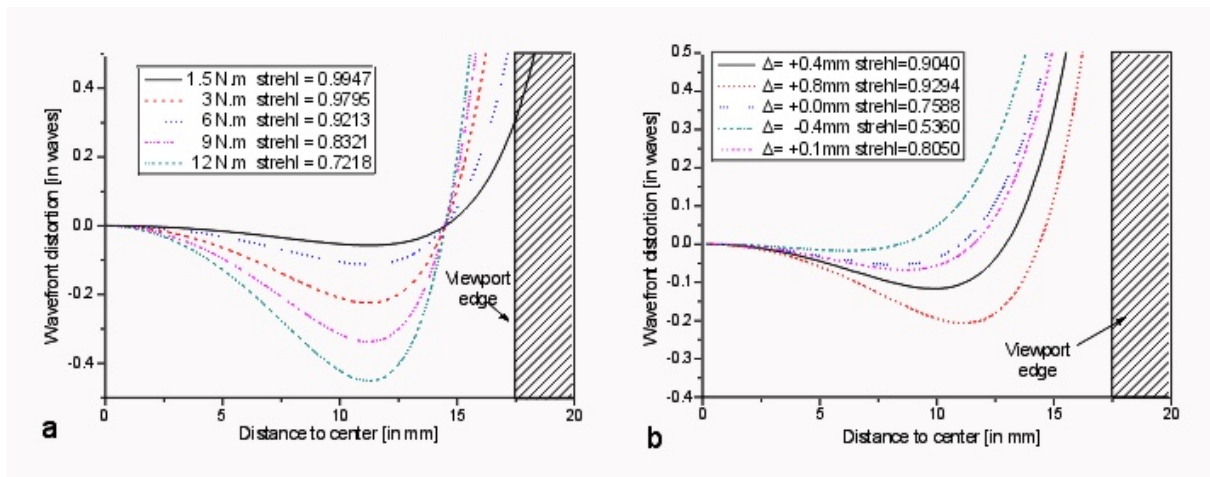 0.4
0.2
0.0
-0.2
-0.4
Wavefront distortion [in waves]
1.5 N.m strehl = 0.9947
3 N.m strehl = 0.9795
6 N.m strehl = 0.9213
9 N.m strehl = 0.8321
12 N.m strehl = 0.7218
Viewport
edge
0
5
10
15
20
Distance to center [in mm]
a
0.5
0.4
0.3
0.2
0.1
0.0
-0.1
-0.2
-0.3
-0.4
Wavefront distortion [in waves]
Δ= +0.4mm strehl=0.9040
Δ= +0.8mm strehl=0.9294
Δ= +0.0mm strehl=0.7588
Δ= -0.4mm strehl=0.5360
Δ= +0.1mm strehl=0.8050
Viewport
edge
0
5
10
15
20
Distance to center [in mm]
b